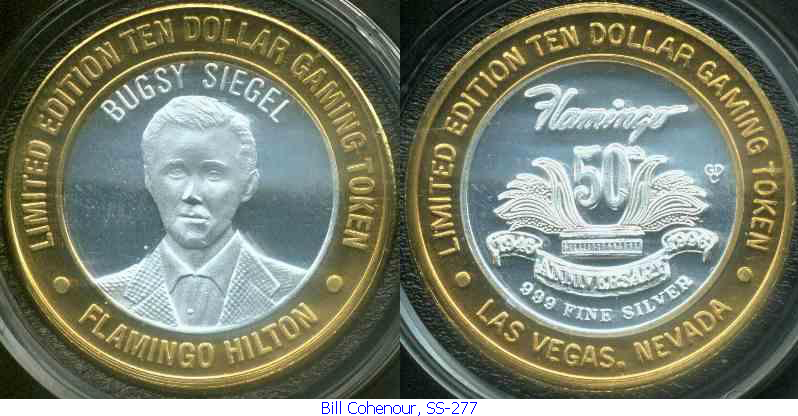 LIMITED EDITION TEN DOLLAR GAMING TOKEN
BUGSY SIEGEL
• FLAMINGO HILTON •
LIMITED EDITION TEN DOLLAR GAMING TOKEN
Flamingo
50TH
1946 1996
ANNIVERSARY
.999 FINE SILVER
• LAS VEGAS, NEVADA •
Bill Cohenour, SS-277